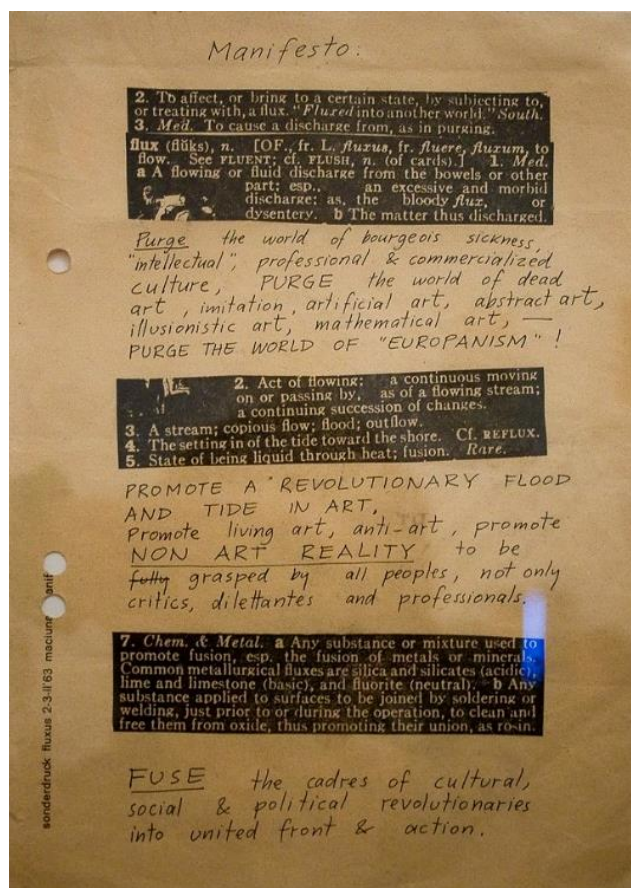 Manifesto:
2. To affect, or bring to a certain state, by subjecting to,
or treating with, a flux. "Fluxed into another world." South.
3. Med. To cause a discharge from, as in purging.
flux (flŭks), n. [OF., fr. L. fluxus, fr. fluere, fluxum, to
flow. See FLUENT; cf. FLUSH, n. (of cards).] 1. Med.
a A flowing or fluid discharge from the bowels or other
part; esp., an excessive and morbid
discharge; as, the bloody flux, or
dysentery. b The matter thus discharged.
Purge the world of bourgeois sickness,
"intellectual", professional & commercialized
culture, PURGE the world of dead
art, imitation, artificial art, abstract art,
illusionistic art, mathematical art, —
PURGE THE WORLD OF "EUROPANISM" !
2. Act of flowing: a continuous moving
on or passing by, as of a flowing stream;
a continuing succession of changes.
3. A stream; copious flow; flood; outflow.
4. The setting in of the tide toward the shore. Cf. REFLUX.
5. State of being liquid through heat; fusion. Rare.
PROMOTE A REVOLUTIONARY FLOOD
AND TIDE IN ART,
Promote living art, anti-art, promote
NON ART REALITY to be
fully grasped by all peoples, not only
critics, dilettantes and professionals.
7. Chem. & Metal. a Any substance or mixture used to
promote fusion, esp. the fusion of metals or minerals.
Common metallurgical fluxes are silica and silicates (acidic),
lime and limestone (basic), and fluorite (neutral). b Any
substance applied to surfaces to be joined by soldering or
welding, just prior to or during the operation, to clean and
free them from oxide, thus promoting their union, as rosin.
FUSE the cadres of cultural,
social & political revolutionaries
into united front & action.
sonderdruck fluxus 2-3-II'63 maciun anif